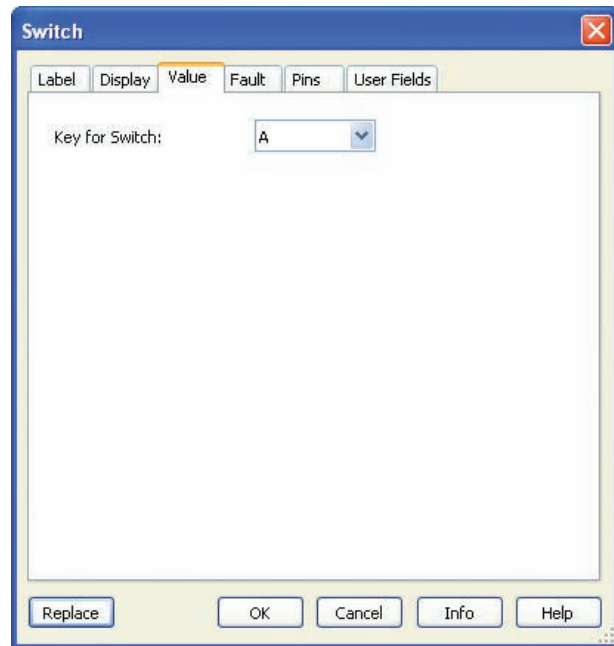 Switch
Label Display Value Fault Pins User Fields
Key for Switch: A
Replace OK Cancel Info Help